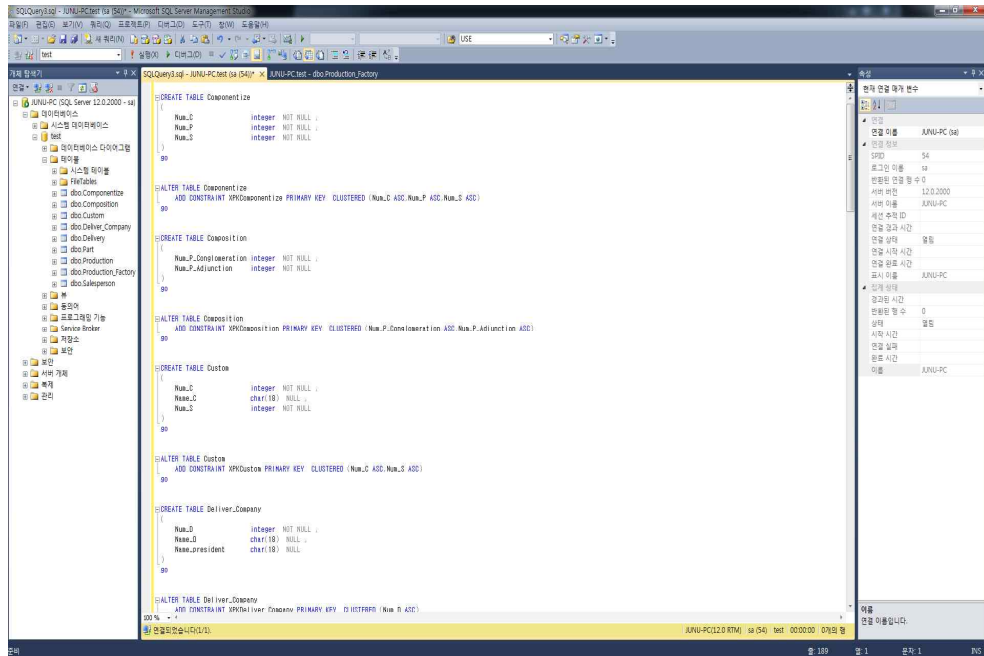 SQLQuery3.sql - JUNU-PC.test (sa (54))* - Microsoft SQL Server Management Studio
파일(F) 편집(E) 보기(V) 쿼리(Q) 프로젝트(P) 디버그(D) 도구(T) 창(W) 도움말(H)
새 쿼리(N)
USE
test
실행(X)
디버그(D)
개체 탐색기
연결
JUNU-PC (SQL Server 12.0.2000 - sa)
데이터베이스
시스템 데이터베이스
test
데이터베이스 다이어그램
테이블
시스템 테이블
FileTables
dbo.Componentize
dbo.Composition
dbo.Custom
dbo.Deliver_Company
dbo.Delivery
dbo.Part
dbo.Production
dbo.Production_Factory
dbo.Salesperson
뷰
동의어
프로그래밍 기능
Service Broker
저장소
보안
보안
서버 개체
복제
관리
SQLQuery3.sql - JUNU-PC.test (sa (54))*
JUNU-PC.test - dbo.Production_Factory
CREATE TABLE Componentize
(
Num_C integer NOT NULL ,
Num_P integer NOT NULL ,
Num_S integer NOT NULL
)
go
ALTER TABLE Componentize
ADD CONSTRAINT XPKComponentize PRIMARY KEY CLUSTERED (Num_C ASC,Num_P ASC,Num_S ASC)
go
CREATE TABLE Composition
(
Num_P_Conglomeration integer NOT NULL ,
Num_P_Adjunction integer NOT NULL
)
go
ALTER TABLE Composition
ADD CONSTRAINT XPKComposition PRIMARY KEY CLUSTERED (Num_P_Conglomeration ASC,Num_P_Adjunction ASC)
go
CREATE TABLE Custom
(
Num_C integer NOT NULL ,
Name_C char(18) NULL ,
Num_S integer NOT NULL
)
go
ALTER TABLE Custom
ADD CONSTRAINT XPKCustom PRIMARY KEY CLUSTERED (Num_C ASC,Num_S ASC)
go
CREATE TABLE Deliver_Company
(
Num_D integer NOT NULL ,
Name_D char(18) NULL ,
Name_president char(18) NULL
)
go
ALTER TABLE Deliver_Company
ADD CONSTRAINT XPKDeliver_Company PRIMARY KEY CLUSTERED (Num_D ASC)
100 %
연결되었습니다(1/1).
JUNU-PC(12.0 RTM) sa (54) test 00:00:00 0개의 행
속성
현재 연결 매개 변수
연결
연결 이름 JUNU-PC (sa)
연결 정보
SPID 54
로그인 이름 sa
반환된 연결 행 수 0
서버 버전 12.0.2000
서버 이름 JUNU-PC
세션 추적 ID
연결 경과 시간
연결 상태 열림
연결 시작 시간
연결 완료 시간
표시 이름 JUNU-PC
집계 상태
경과된 시간
반환된 행 수 0
상태 열림
시작 시간
연결 실패
완료 시간
이름 JUNU-PC
이름
연결 이름입니다.
준비
줄: 189 열: 1 문자: 1 INS